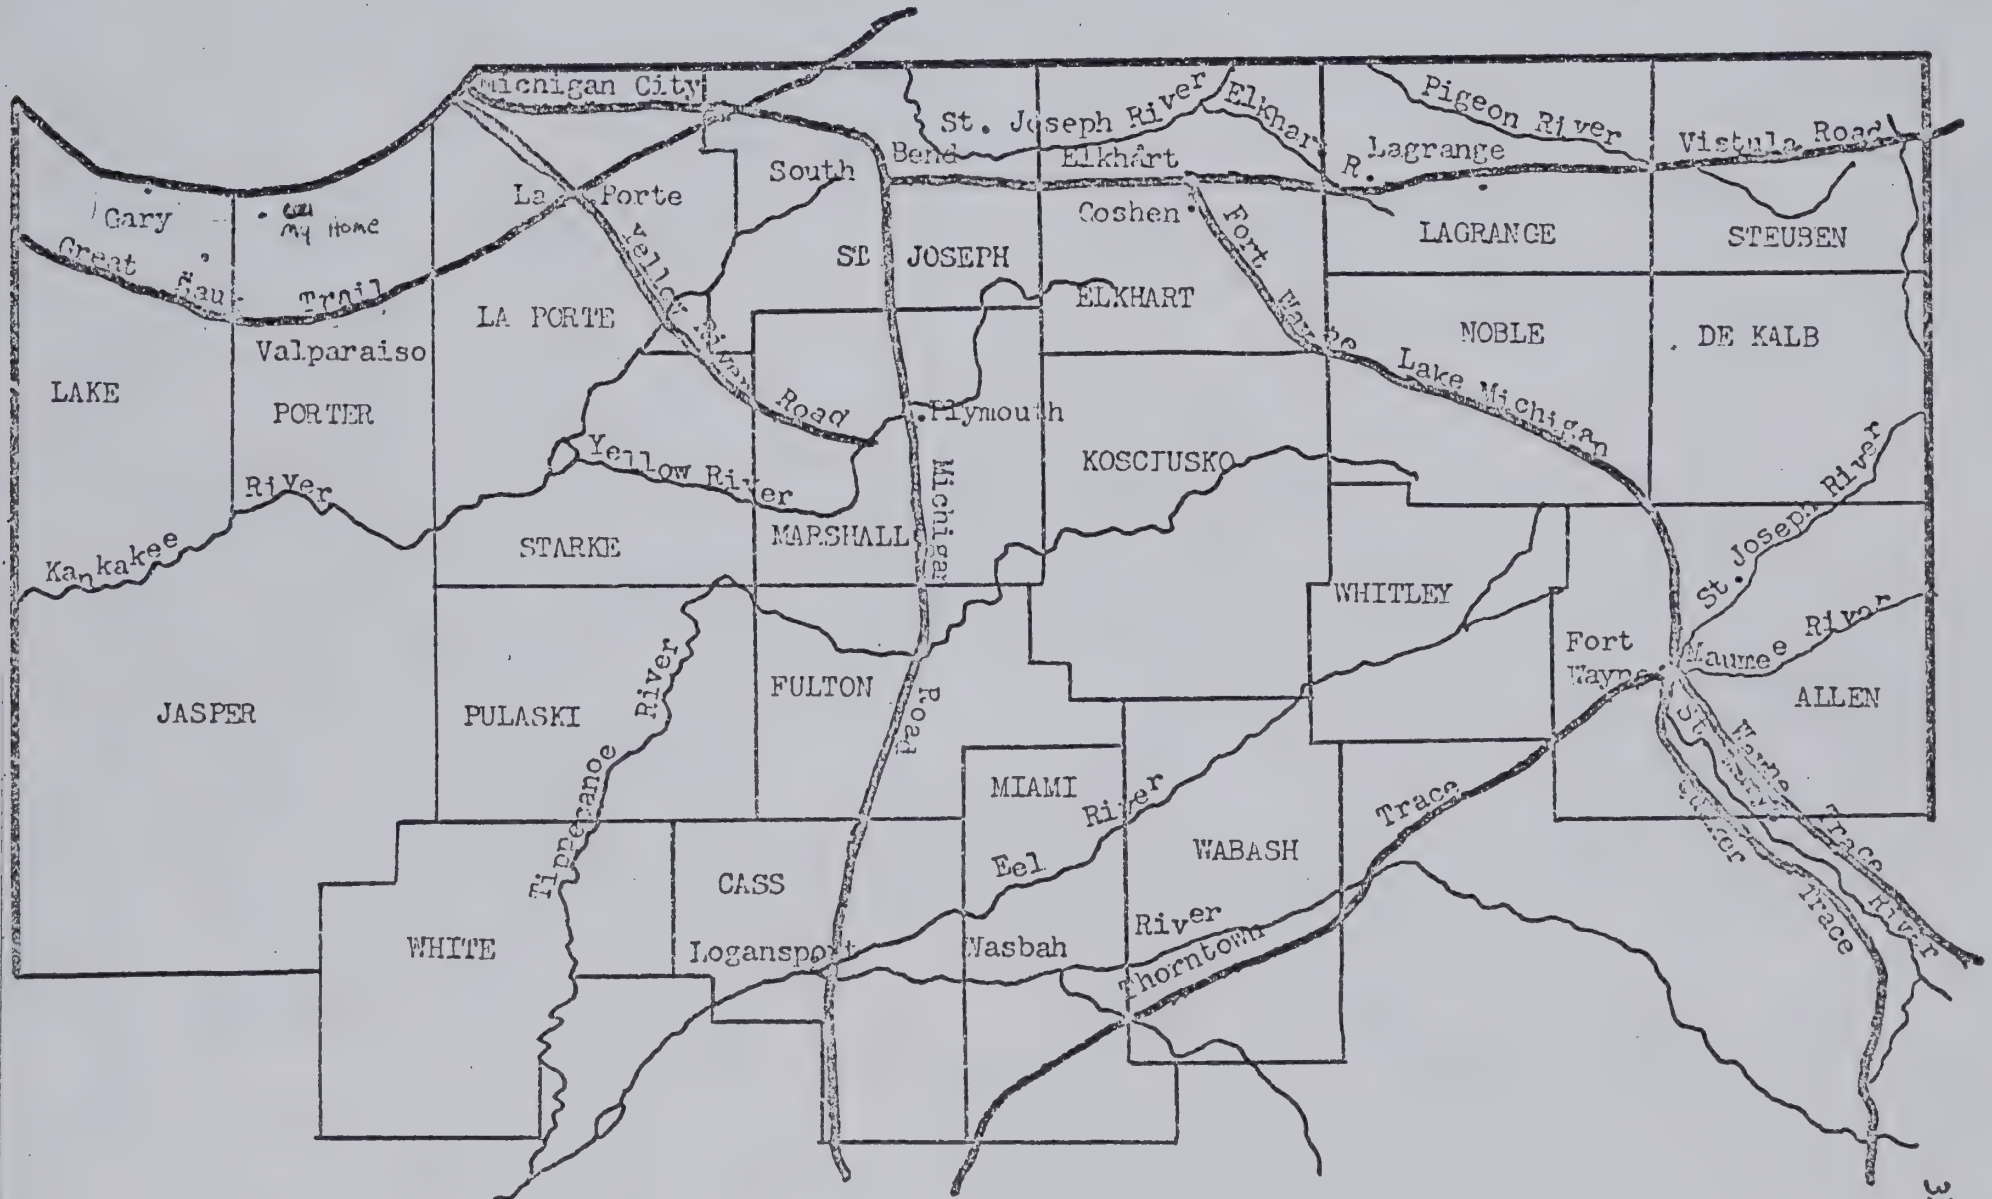 Michigan City
St. Joseph River
Elkhart R.
Pigeon River
Vistula Road
Gary
My Home
Great Sauk Trail
La Porte
South Bend
Elkhart
Lagrange
Coshen
LAGRANGE
STEUBEN
ST JOSEPH
Yellow River Road
LA PORTE
ELKHART
Fort Wayne Lake Michigan
NOBLE
DE KALB
Valparaiso
LAKE
PORTER
Plymouth
KOSCIUSKO
Yellow River
Michigan Road
St. Joseph River
Kankakee River
STARKE
MARSHALL
WHITLEY
Fort
Wayne
Maumee River
ALLEN
JASPER
PULASKI
Tippecanoe River
FULTON
MIAMI
Eel River
WABASH
Thorntown Trace
Wayne Trace
St
River
Trace
CASS
WHITE
Logansport
Wasbah River